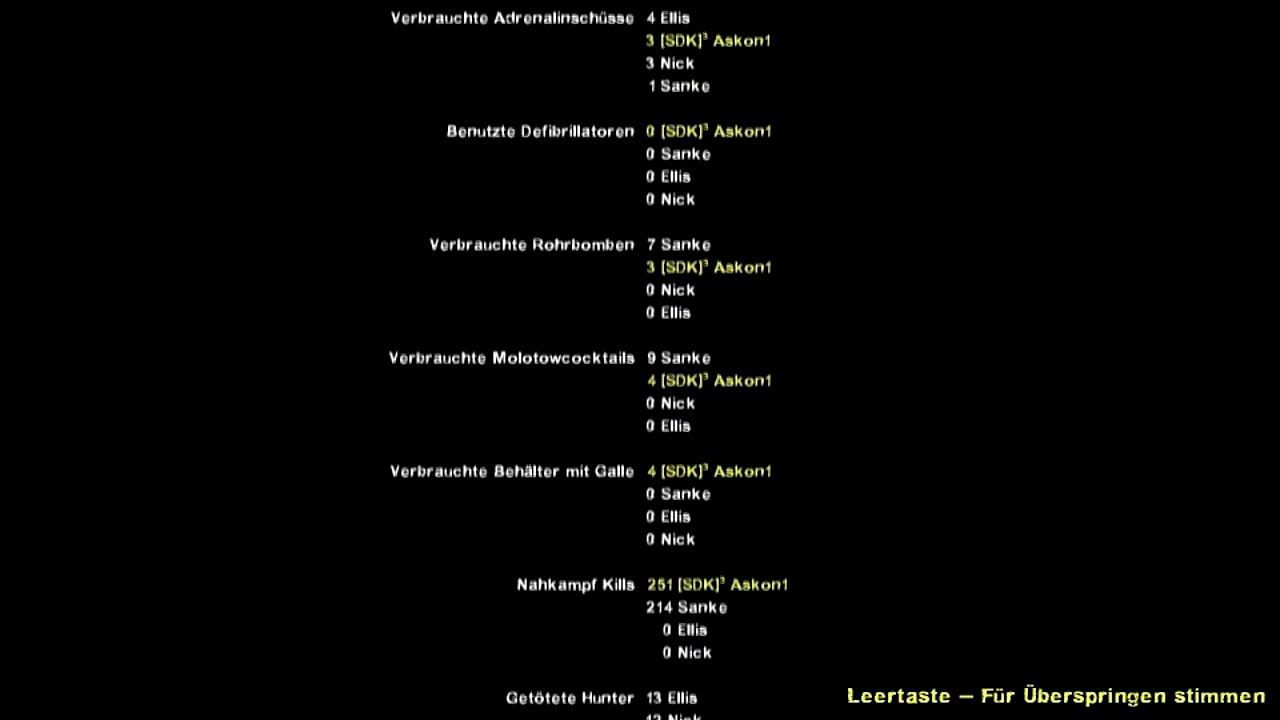 Verbrauchte Adrenalinschüsse 4 Ellis
3 [SDK]³ Askon1
3 Nick
1 Sanke
Benutzte Defibrillatoren 0 [SDK]³ Askon1
0 Sanke
0 Ellis
0 Nick
Verbrauchte Rohrbomben 7 Sanke
3 [SDK]³ Askon1
0 Nick
0 Ellis
Verbrauchte Molotowcocktails 9 Sanke
4 [SDK]³ Askon1
0 Nick
0 Ellis
Verbrauchte Behälter mit Galle 4 [SDK]³ Askon1
0 Sanke
0 Ellis
0 Nick
Nahkampf Kills 251 [SDK]³ Askon1
214 Sanke
0 Ellis
0 Nick
Getötete Hunter 13 Ellis
Leertaste – Für Überspringen stimmen